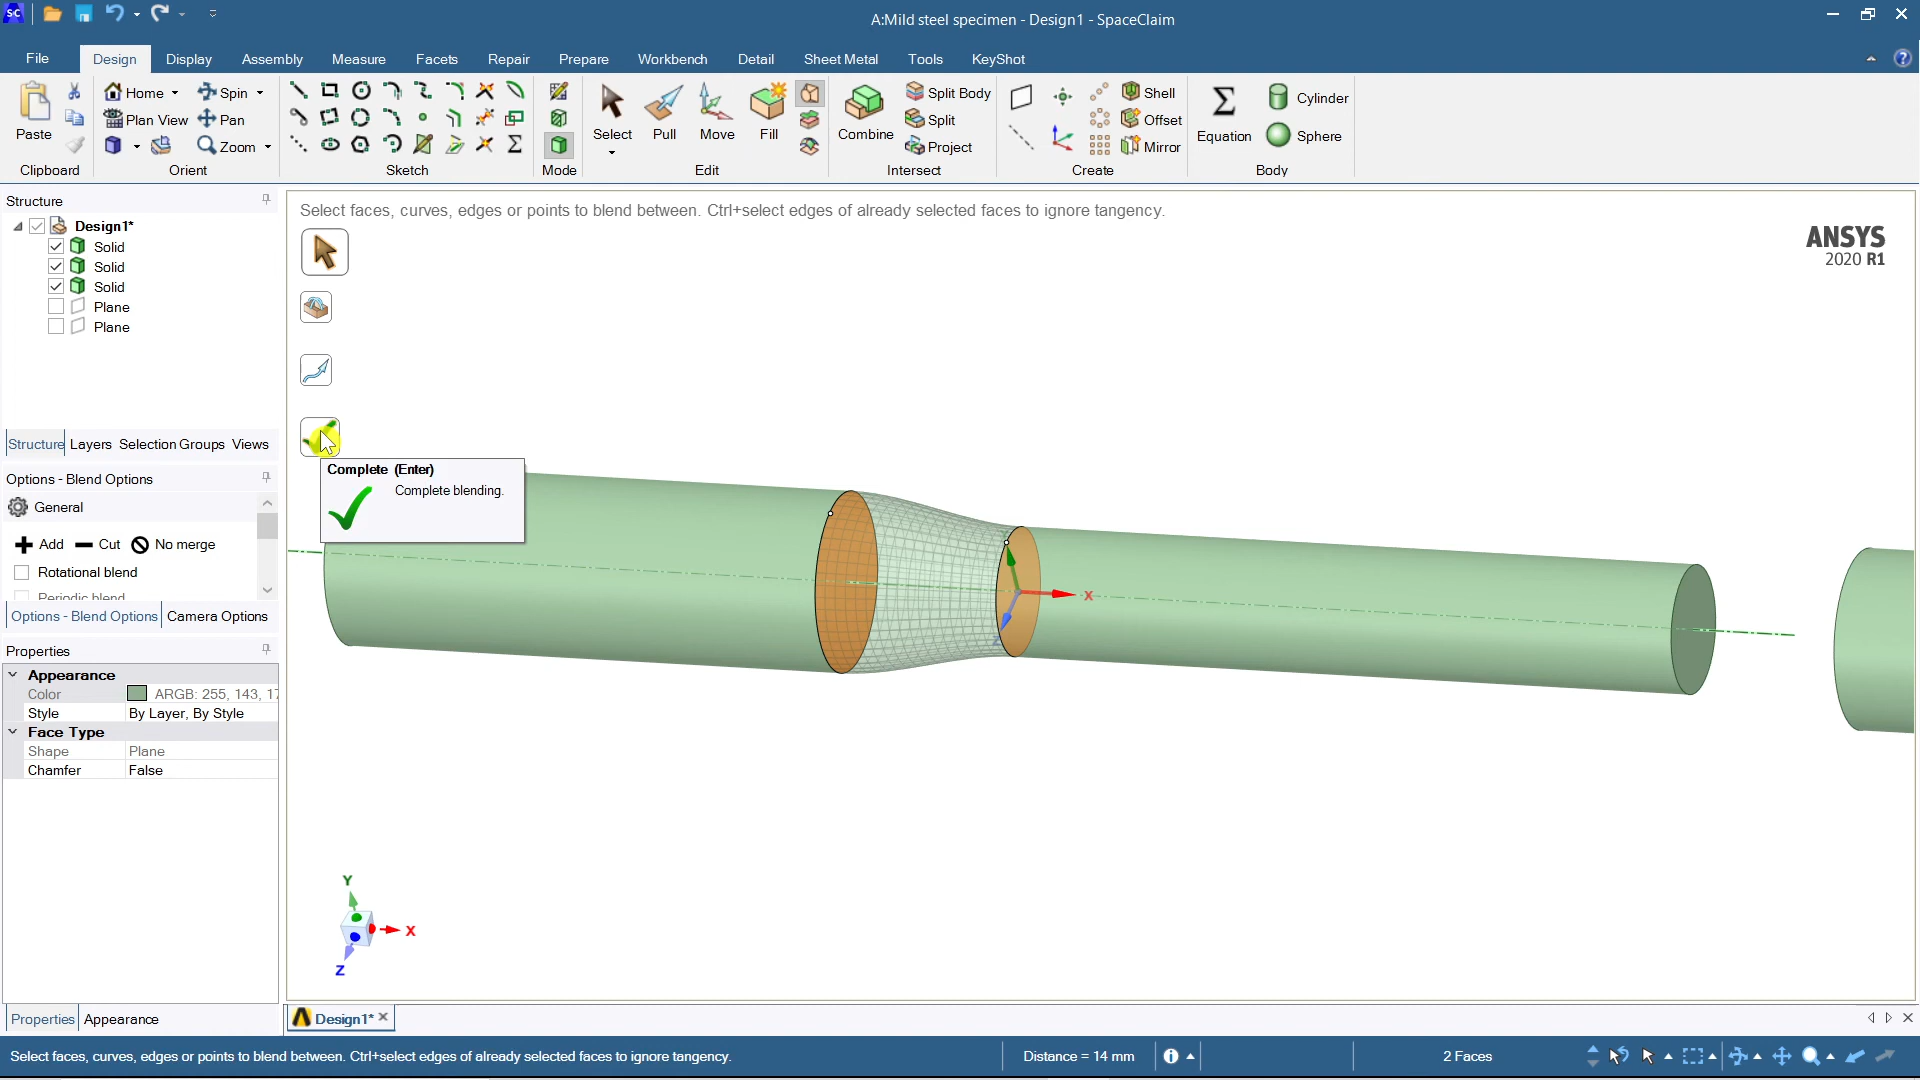 SC
A:Mild steel specimen - Design1 - SpaceClaim
File
Design
Display
Assembly
Measure
Facets
Repair
Prepare
Workbench
Detail
Sheet Metal
Tools
KeyShot
Paste
Home
Spin
Plan View
Pan
Zoom
Select
Pull
Move
Fill
Combine
Split Body
Split
Project
Shell
Offset
Mirror
Equation
Cylinder
Sphere
Clipboard
Orient
Sketch
Mode
Edit
Intersect
Create
Body
Structure
Design1*
Solid
Solid
Solid
Plane
Plane
Structure Layers Selection Groups Views
Options - Blend Options
General
Add Cut No merge
Rotational blend
Periodic blend
Options - Blend Options Camera Options
Properties
Appearance
Color ARGB: 255, 143, 17
Style By Layer, By Style
Face Type
Shape Plane
Chamfer False
Properties Appearance
Select faces, curves, edges or points to blend between. Ctrl+select edges of already selected faces to ignore tangency.
ANSYS
2020 R1
Complete (Enter)
Complete blending.
X
Y
X
Z
Design1*
Select faces, curves, edges or points to blend between. Ctrl+select edges of already selected faces to ignore tangency.
Distance = 14 mm
2 Faces